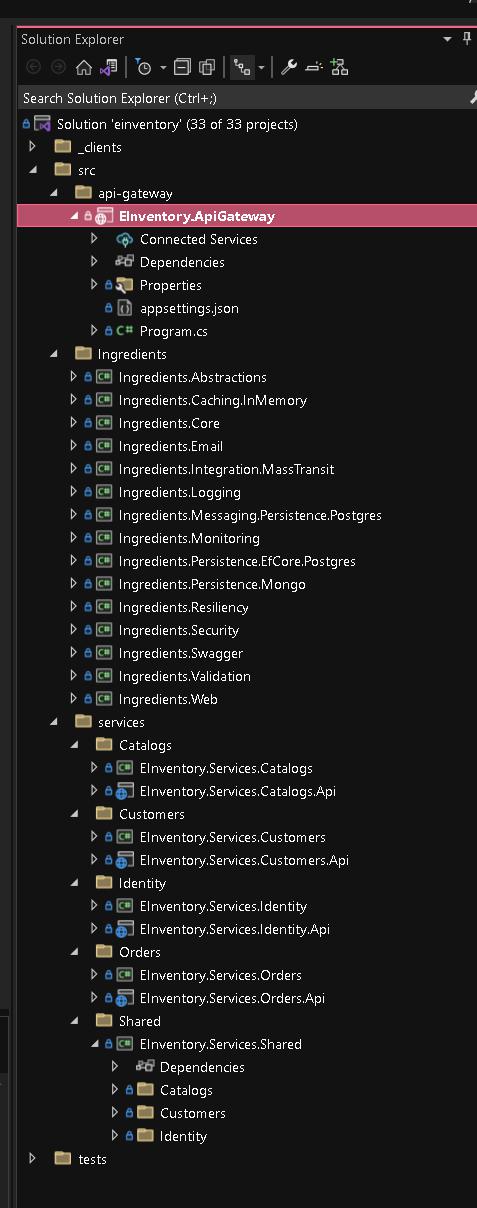 Solution Explorer
Search Solution Explorer (Ctrl+;)
Solution 'einventory' (33 of 33 projects)
_clients
src
api-gateway
EInventory.ApiGateway
Connected Services
Dependencies
Properties
appsettings.json
C# Program.cs
Ingredients
C# Ingredients.Abstractions
C# Ingredients.Caching.InMemory
C# Ingredients.Core
C# Ingredients.Email
C# Ingredients.Integration.MassTransit
C# Ingredients.Logging
C# Ingredients.Messaging.Persistence.Postgres
C# Ingredients.Monitoring
C# Ingredients.Persistence.EfCore.Postgres
C# Ingredients.Persistence.Mongo
C# Ingredients.Resiliency
C# Ingredients.Security
C# Ingredients.Swagger
C# Ingredients.Validation
C# Ingredients.Web
services
Catalogs
C# EInventory.Services.Catalogs
EInventory.Services.Catalogs.Api
Customers
C# EInventory.Services.Customers
EInventory.Services.Customers.Api
Identity
C# EInventory.Services.Identity
EInventory.Services.Identity.Api
Orders
C# EInventory.Services.Orders
EInventory.Services.Orders.Api
Shared
C# EInventory.Services.Shared
Dependencies
Catalogs
Customers
Identity
tests